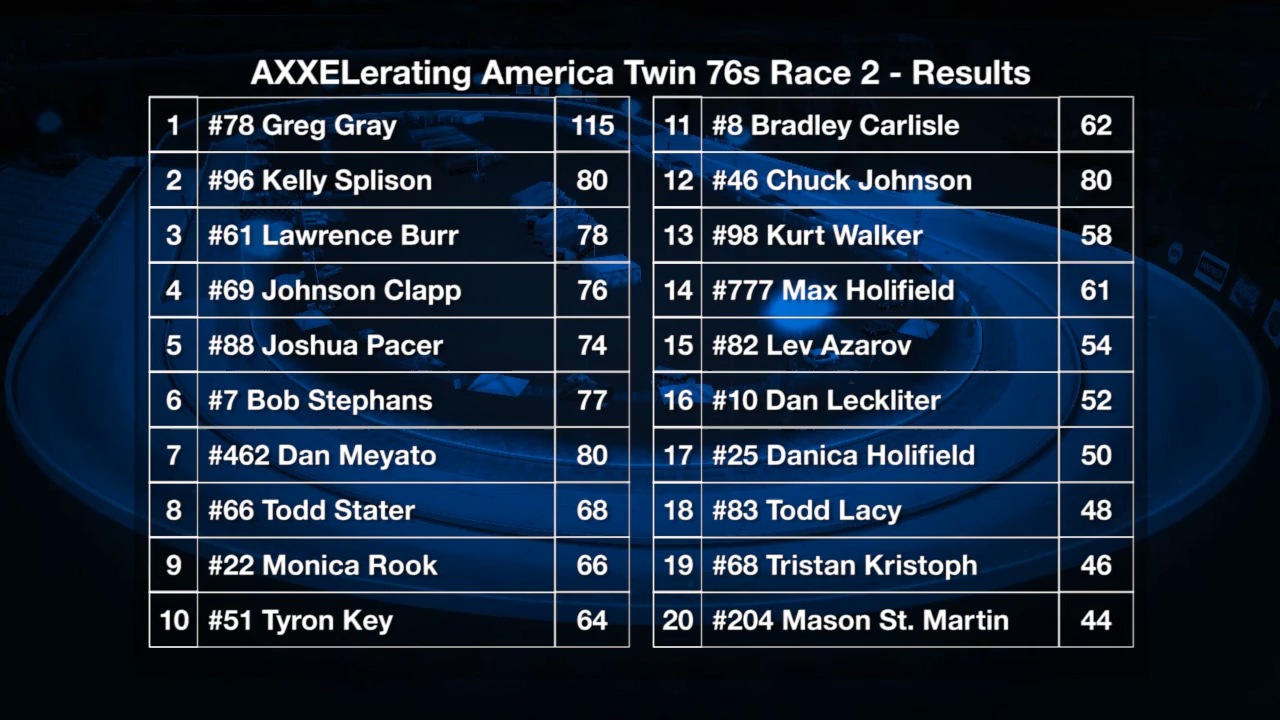 AXXELerating America Twin 76s Race 2 - Results
1 #78 Greg Gray 115
2 #96 Kelly Splison 80
3 #61 Lawrence Burr 78
4 #69 Johnson Clapp 76
5 #88 Joshua Pacer 74
6 #7 Bob Stephans 77
7 #462 Dan Meyato 80
8 #66 Todd Stater 68
9 #22 Monica Rook 66
10 #51 Tyron Key 64
11 #8 Bradley Carlisle 62
12 #46 Chuck Johnson 80
13 #98 Kurt Walker 58
14 #777 Max Holifield 61
15 #82 Lev Azarov 54
16 #10 Dan Leckliter 52
17 #25 Danica Holifield 50
18 #83 Todd Lacy 48
19 #68 Tristan Kristoph 46
20 #204 Mason St. Martin 44